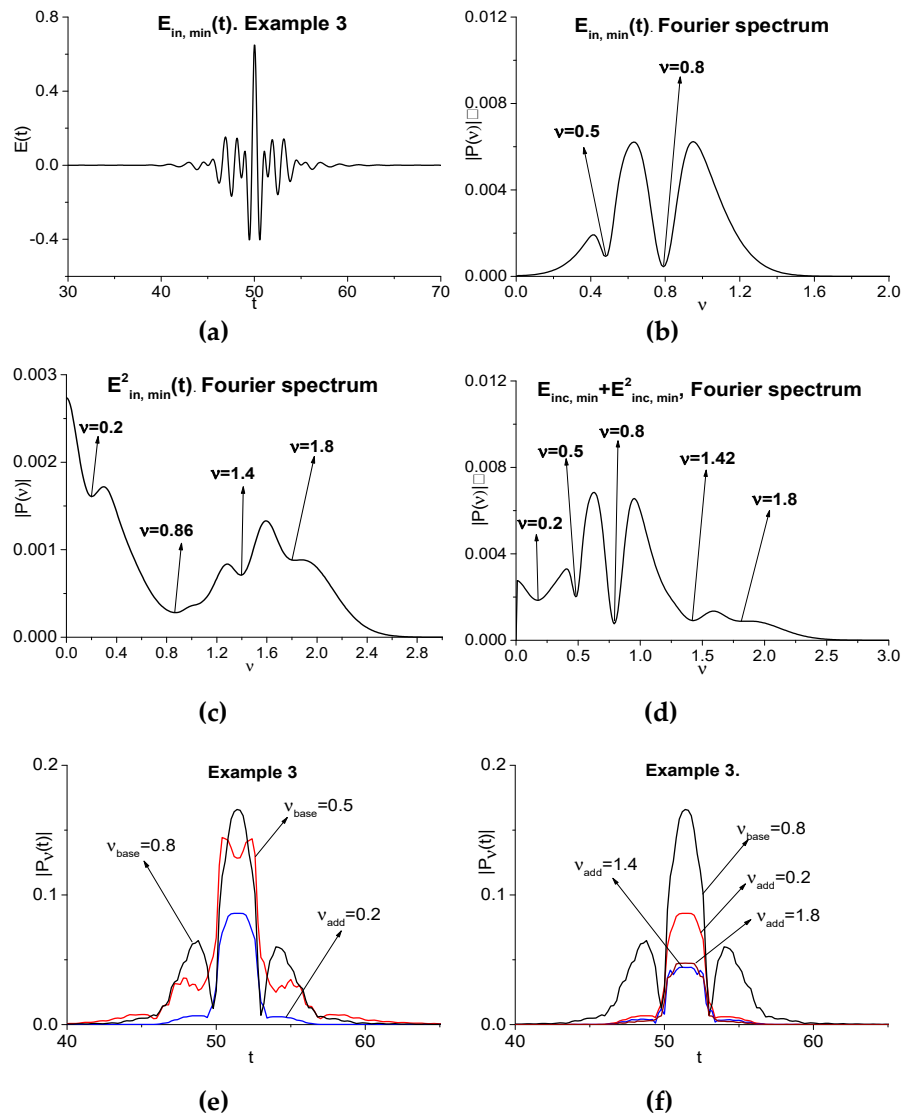 E_in, min(t). Example 3
0.8
0.4
0.0
-0.4
E(t)
30 40 50 60 70
t
(a)
E_in, min(t). Fourier spectrum
0.012
0.009
0.006
0.004
0.000
|P(ν)|□
ν=0.8
ν=0.5
0.0 0.4 0.8 1.2 1.6 2.0
ν
(b)
E²_in, min(t). Fourier spectrum
0.003
0.002
0.001
0.000
|P(ν)|
ν=0.2
ν=0.86
ν=1.4
ν=1.8
0.0 0.6 1.2 1.8 2.4 3.0
ν
(c)
E_inc, min+E²_inc, min, Fourier spectrum
0.012
0.008
0.004
0.000
|P(ν)|□
ν=0.2
ν=0.5
ν=0.8
ν=1.42
ν=1.8
0.0 0.5 1.0 1.5 2.0 2.5 3.0
ν
(d)
Example 3
0.2
0.1
0.0
|P_ν(t)|
ν_base=0.8
ν_base=0.5
ν_add=0.2
40 50 60
t
(e)
Example 3.
0.2
0.1
0.0
|P_ν(t)|
ν_base=0.8
ν_add=1.4
ν_add=0.2
ν_add=1.8
40 50 60
t
(f)